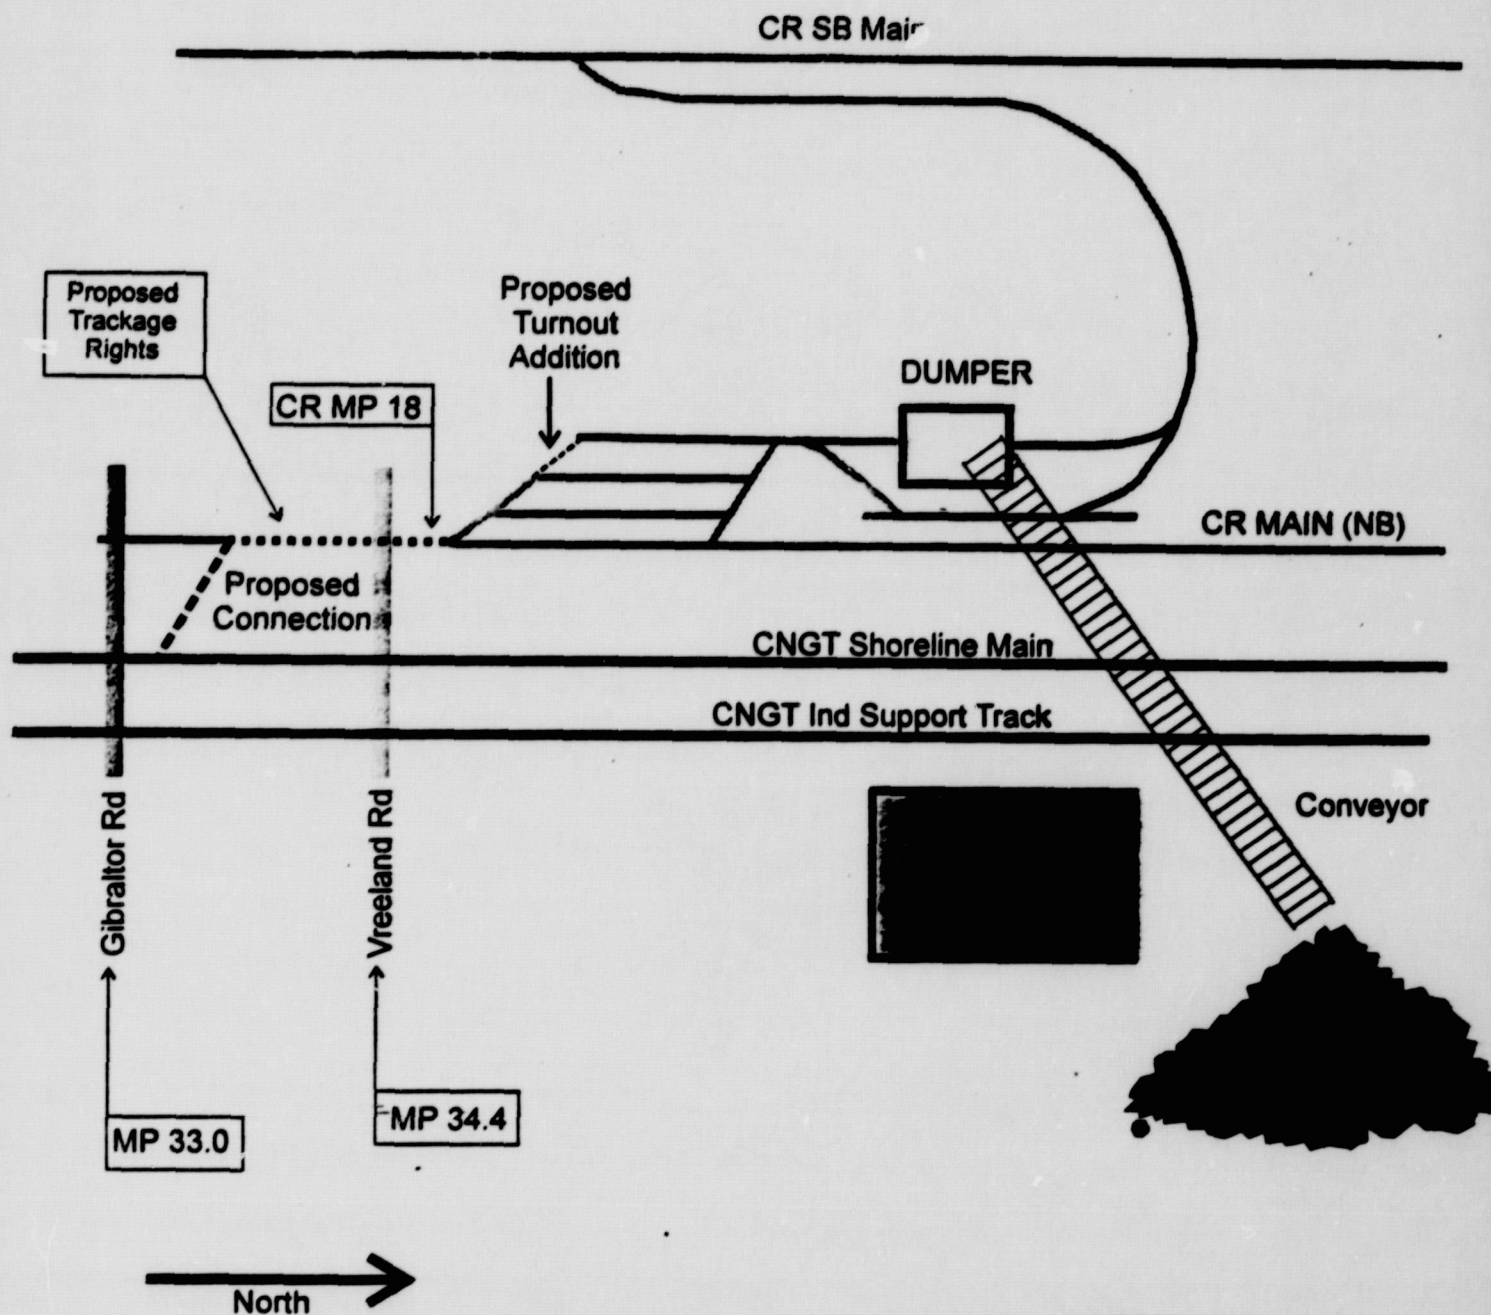 CR SB Main
Proposed
Trackage
Rights
CR MP 18
Proposed
Turnout
Addition
DUMPER
CR MAIN (NB)
Proposed
Connection
CNGT Shoreline Main
CNGT Ind Support Track
Conveyor
Gibraltor Rd
Vreeland Rd
MP 33.0
MP 34.4
North